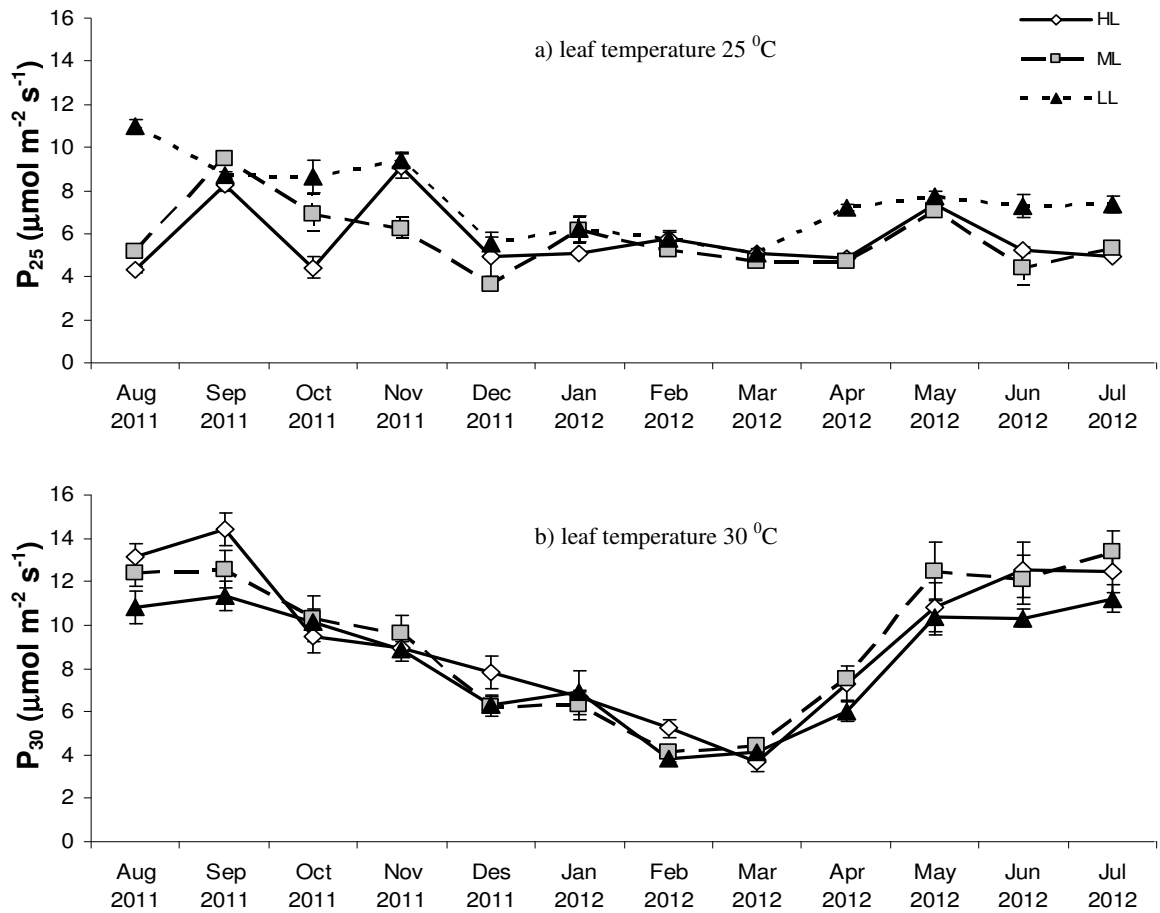 16
14
12
10
8
6
4
2
0
P25 (µmol m-2 s-1)
a) leaf temperature 25 0C
HL
ML
LL
Aug Sep Oct Nov Dec Jan Feb Mar Apr May Jun Jul
2011 2011 2011 2011 2011 2012 2012 2012 2012 2012 2012 2012
16
14
12
10
8
6
4
2
0
P30 (µmol m-2 s-1)
b) leaf temperature 30 0C
Aug Sep Oct Nov Des Jan Feb Mar Apr May Jun Jul
2011 2011 2011 2011 2011 2012 2012 2012 2012 2012 2012 2012